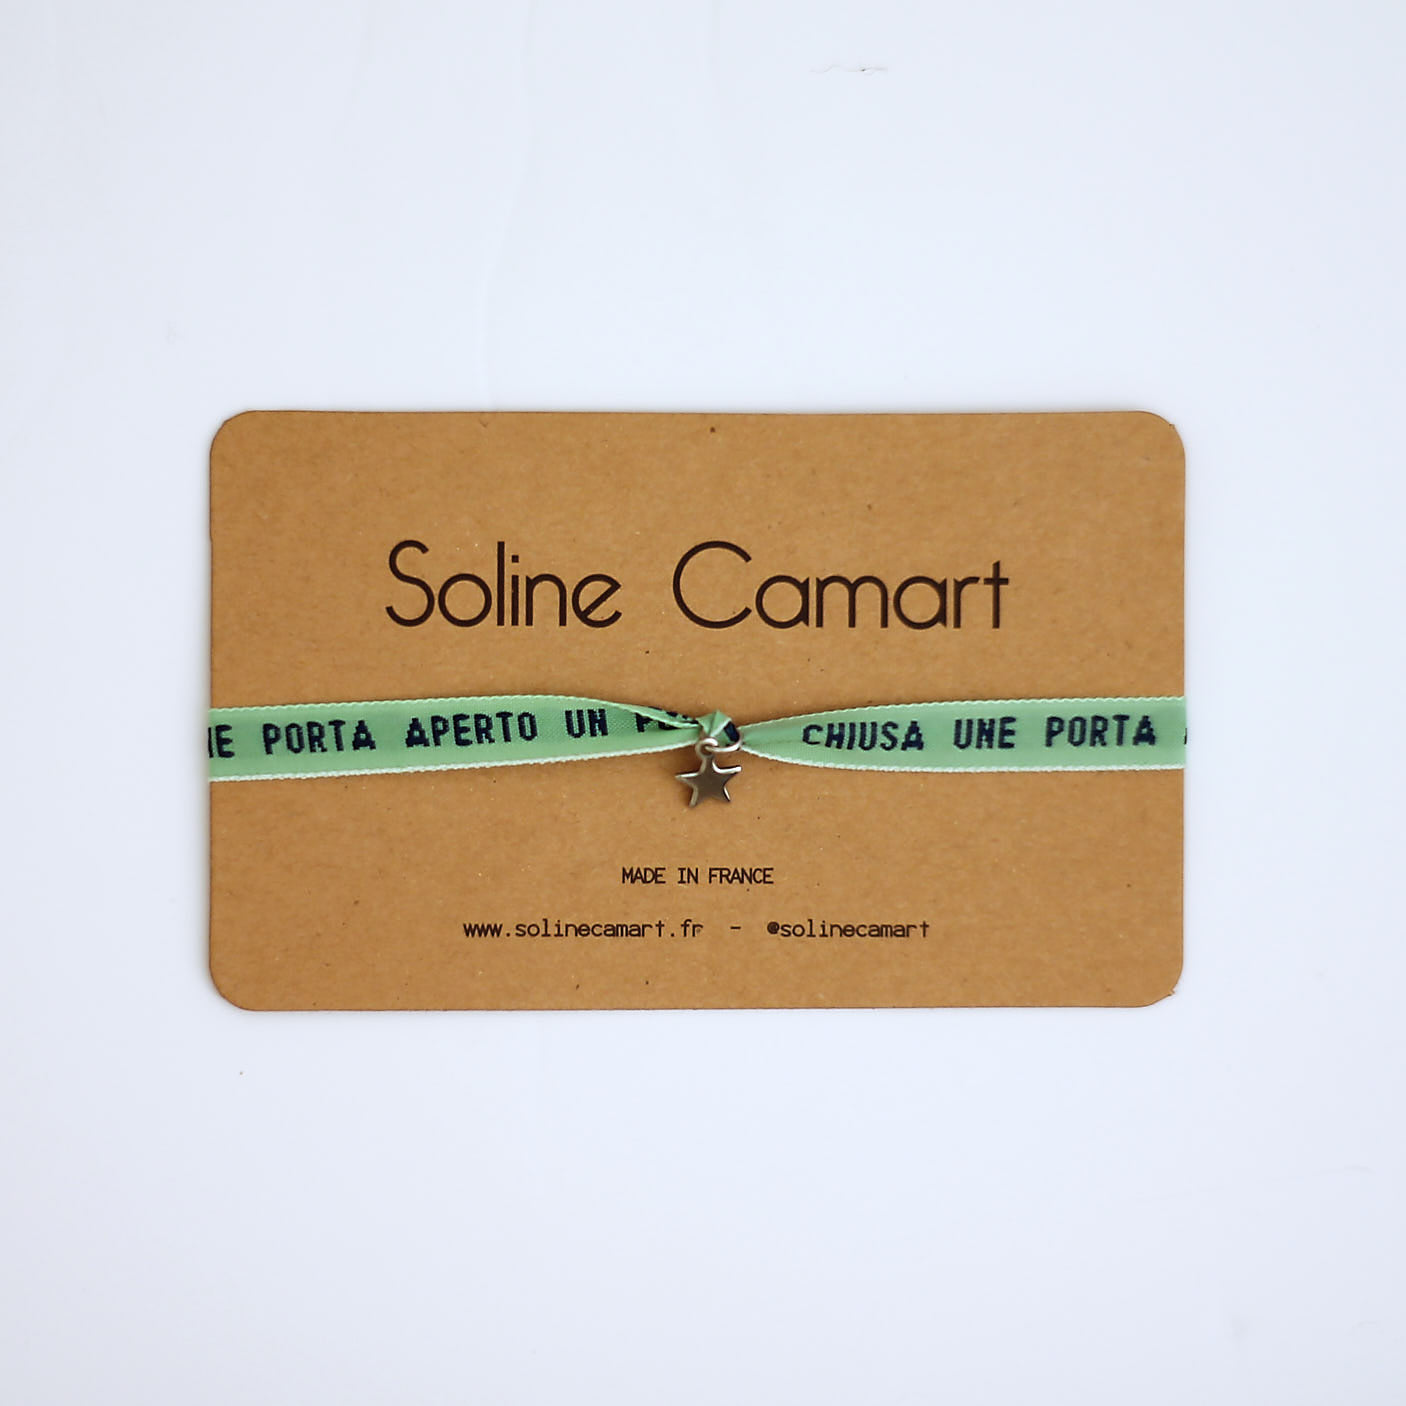 Soline Camart
PORTA APERTO UN CHIUSA UNE PORTA
MADE IN FRANCE
www.solinecamart.fr - @solinecamart